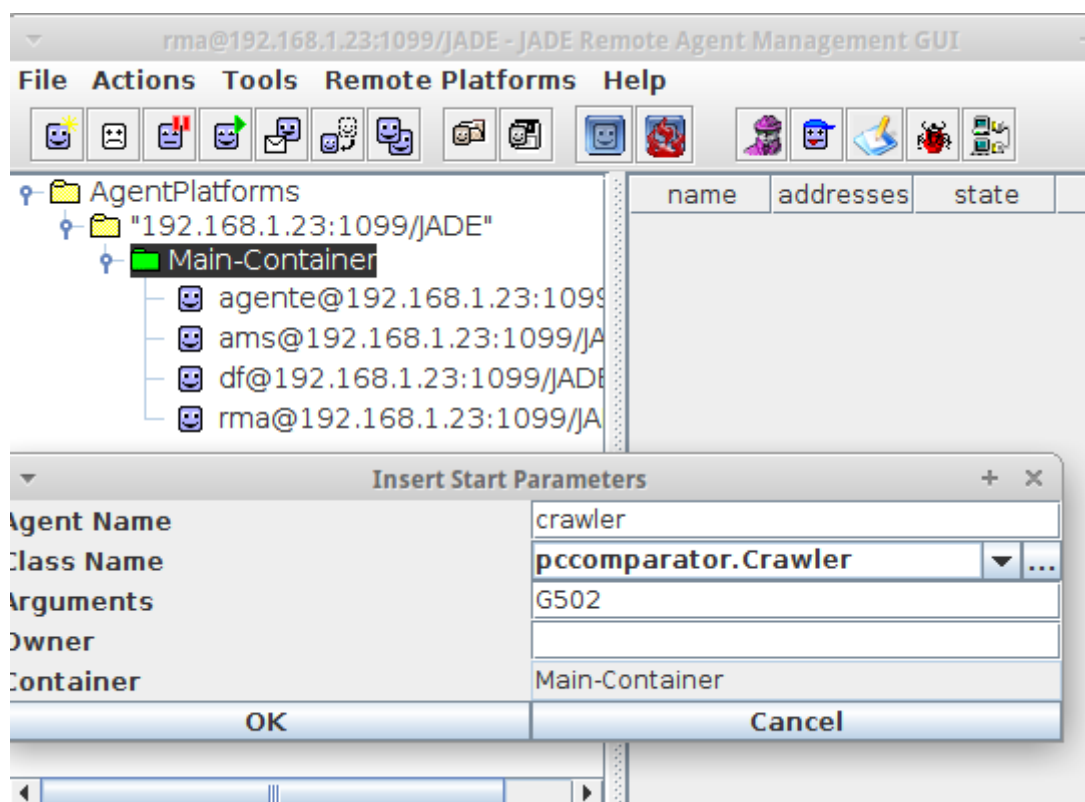 rma@192.168.1.23:1099/JADE - JADE Remote Agent Management GUI
File Actions Tools Remote Platforms Help
AgentPlatforms
name addresses state
"192.168.1.23:1099/JADE"
Main-Container
agente@192.168.1.23:1099
ams@192.168.1.23:1099/JA
df@192.168.1.23:1099/JADE
rma@192.168.1.23:1099/JA
Insert Start Parameters
Agent Name crawler
Class Name pccomparator.Crawler ...
Arguments G502
Owner
Container Main-Container
OK Cancel